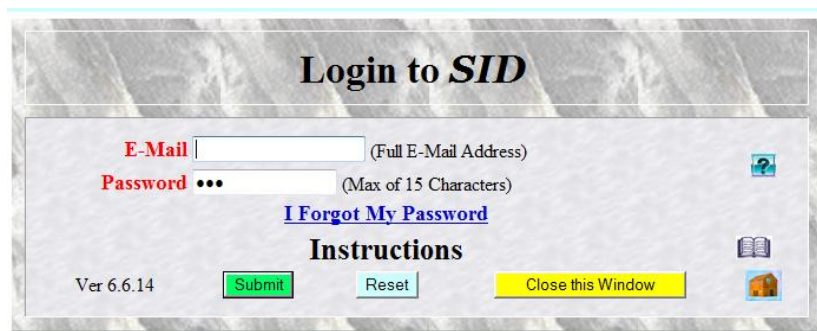 Login to SID
E-Mail (Full E-Mail Address)
Password ●●● (Max of 15 Characters)
I Forgot My Password
Instructions
Ver 6.6.14 Submit Reset Close this Window